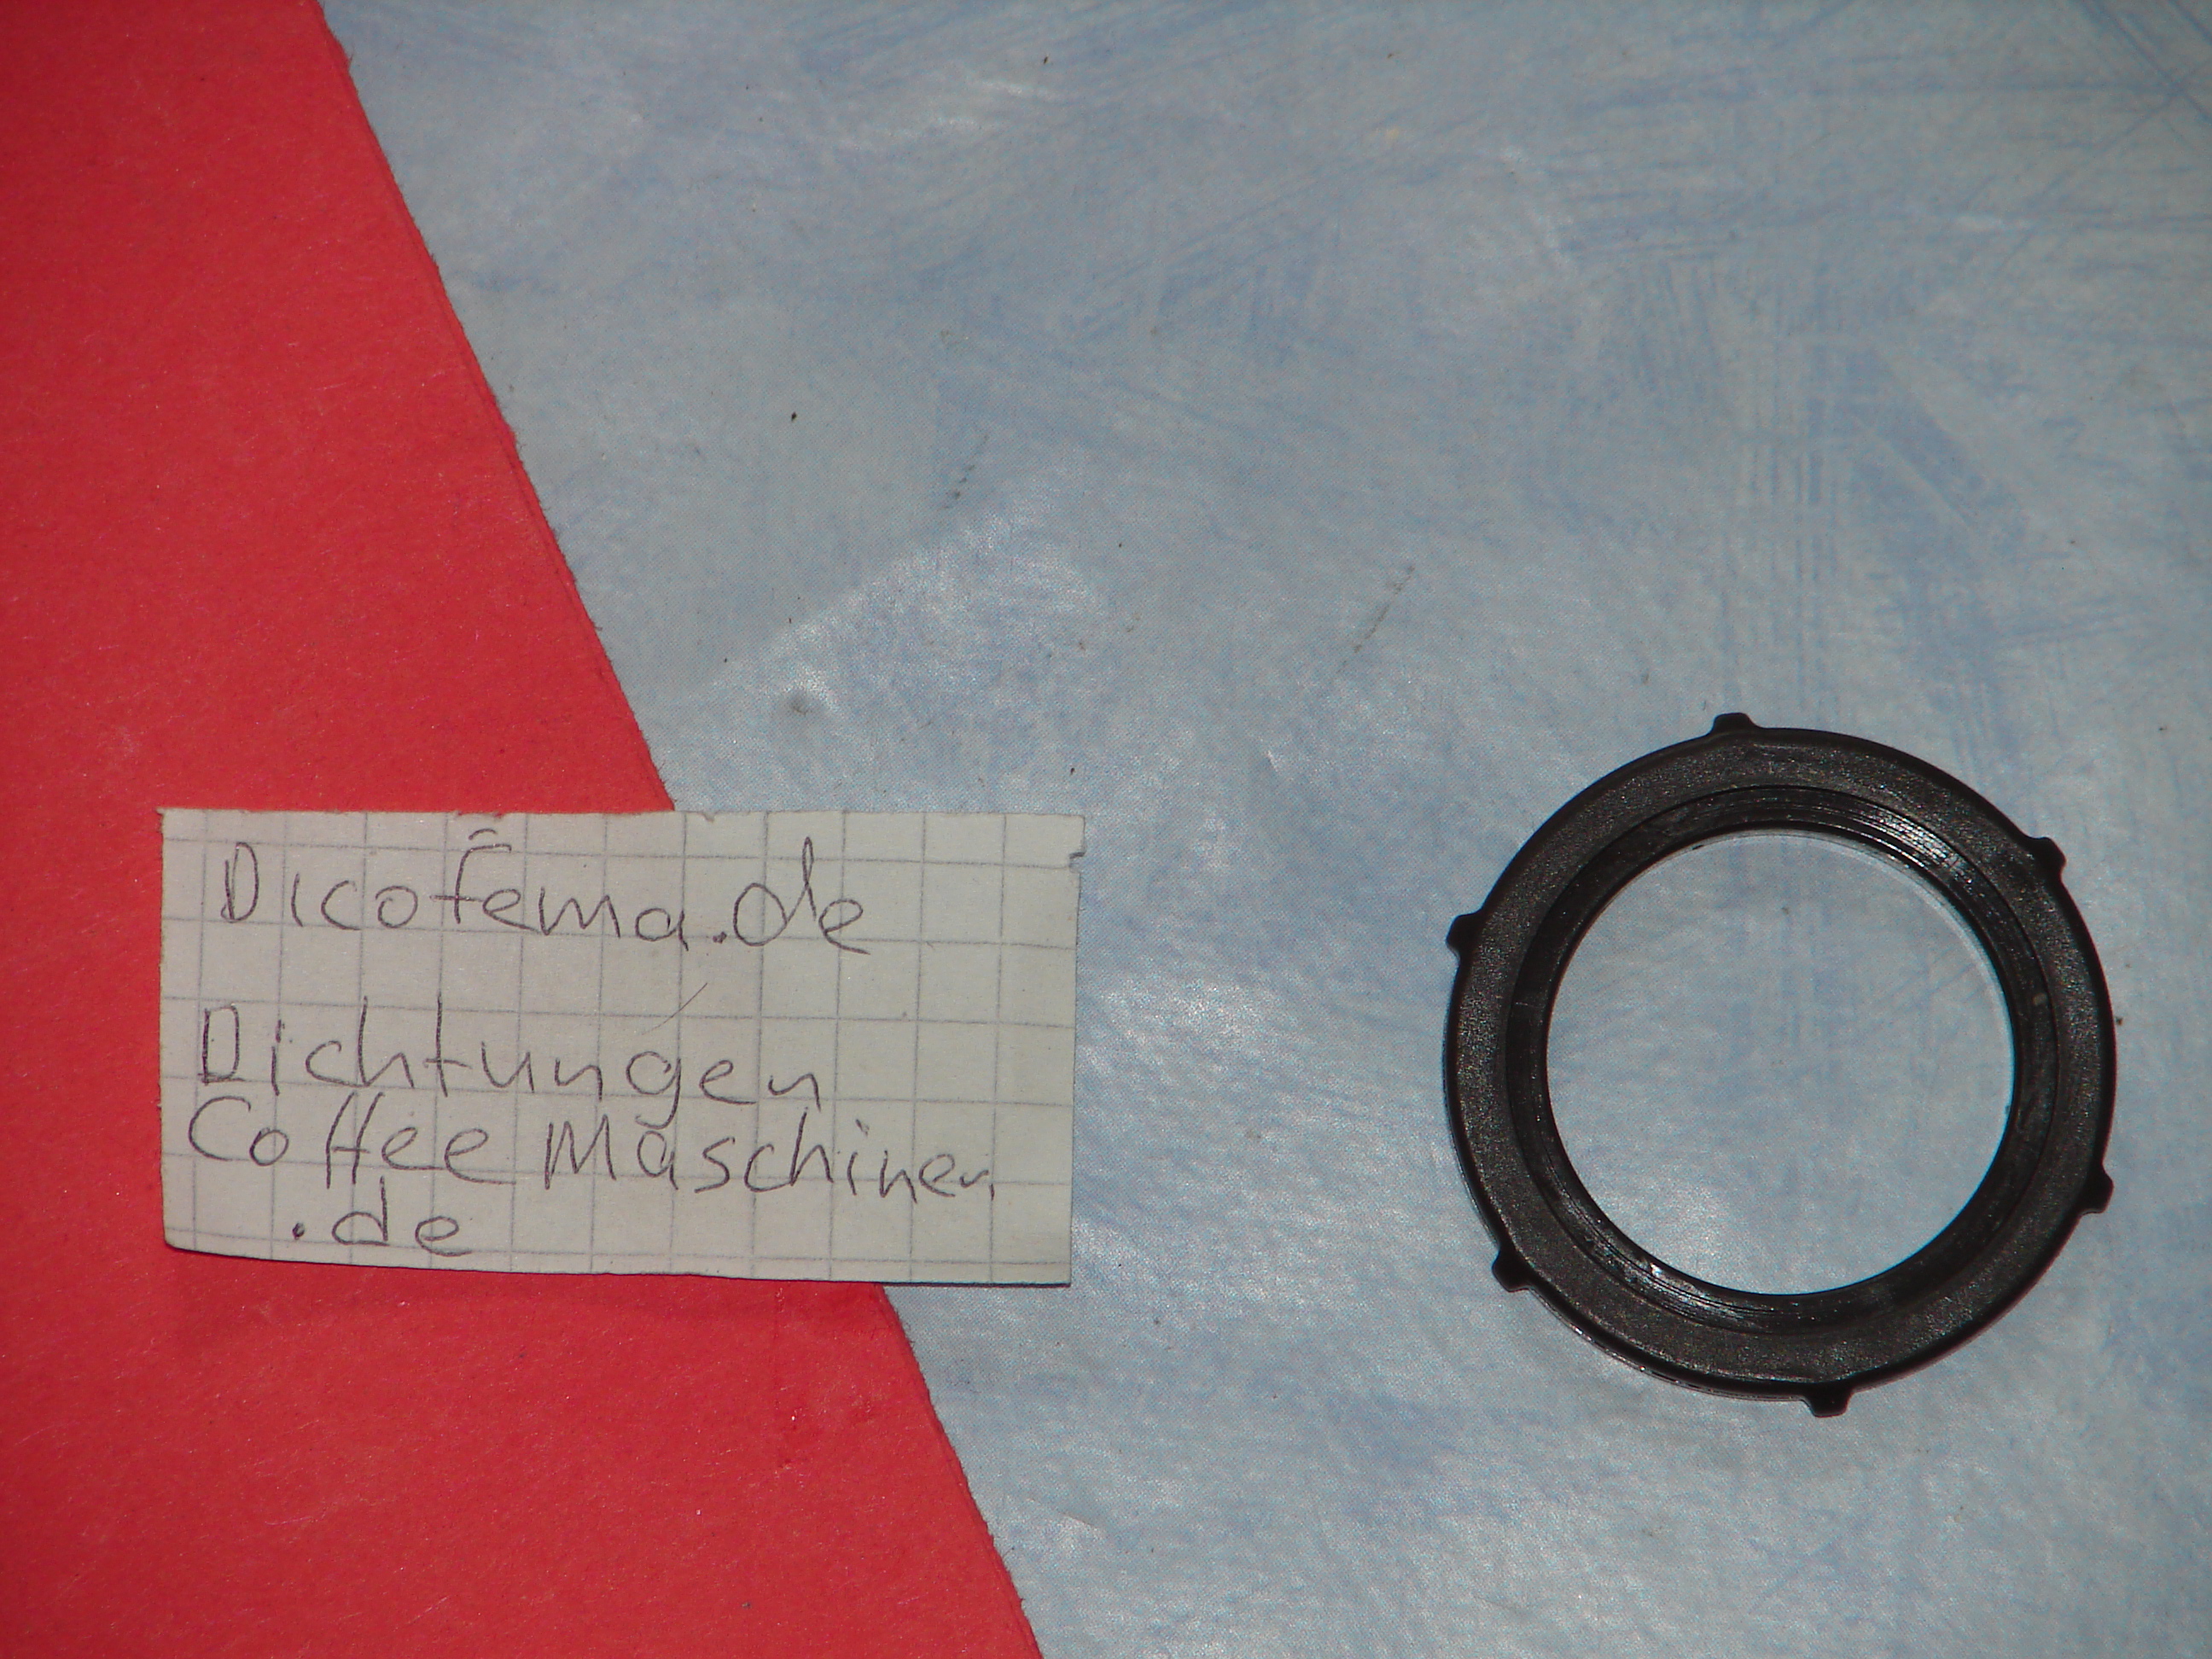 Dicofema.de
Dichtungen
Coffee Maschinen
.de